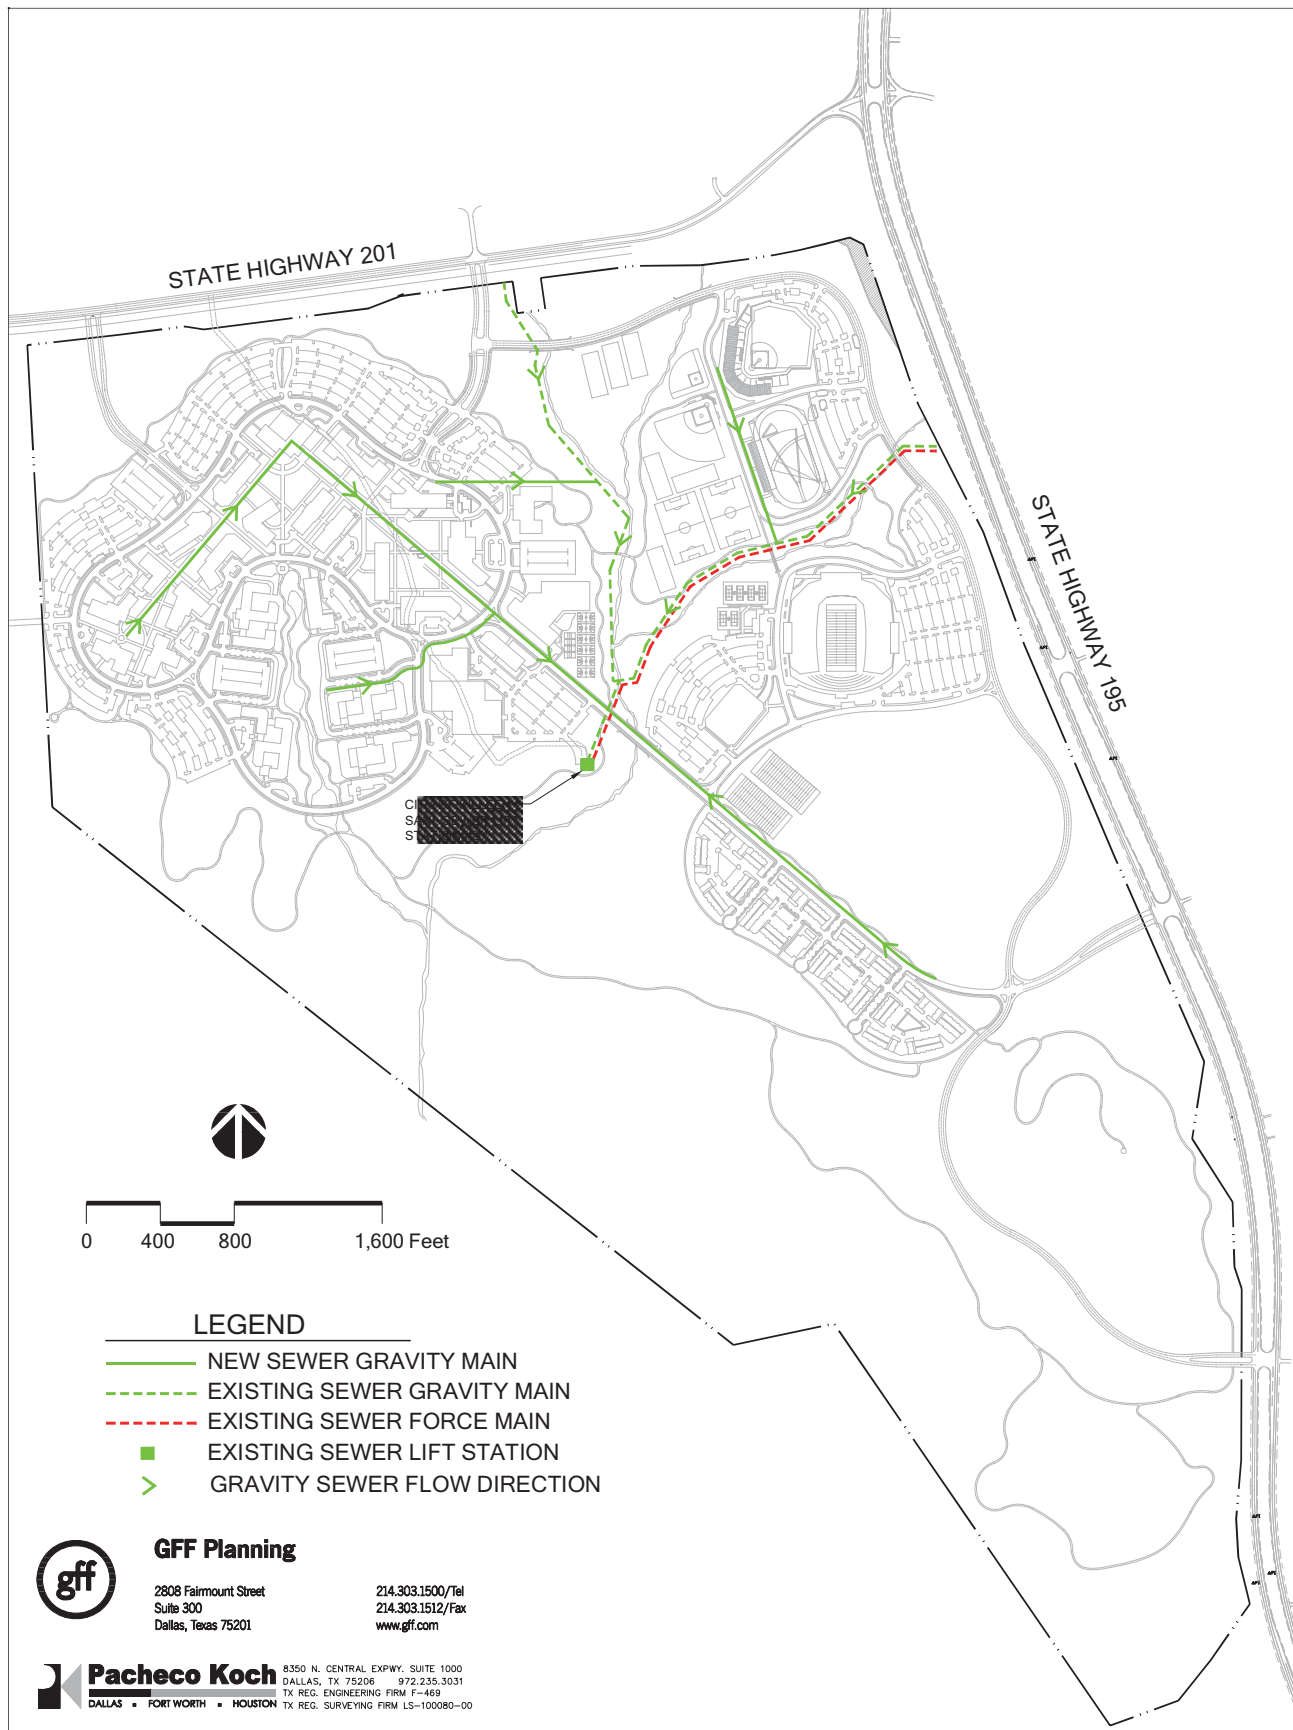 STATE HIGHWAY 201
STATE HIGHWAY 195
CI
SA
ST
0 400 800 1,600 Feet
LEGEND
NEW SEWER GRAVITY MAIN
EXISTING SEWER GRAVITY MAIN
EXISTING SEWER FORCE MAIN
EXISTING SEWER LIFT STATION
GRAVITY SEWER FLOW DIRECTION
gff
GFF Planning
2808 Fairmount Street 214.303.1500/Tel
Suite 300 214.303.1512/Fax
Dallas, Texas 75201 www.gff.com
Pacheco Koch
DALLAS ▪ FORT WORTH ▪ HOUSTON
8350 N. CENTRAL EXPWY. SUITE 1000
DALLAS, TX 75206 972.235.3031
TX REG. ENGINEERING FIRM F-469
TX REG. SURVEYING FIRM LS-100080-00